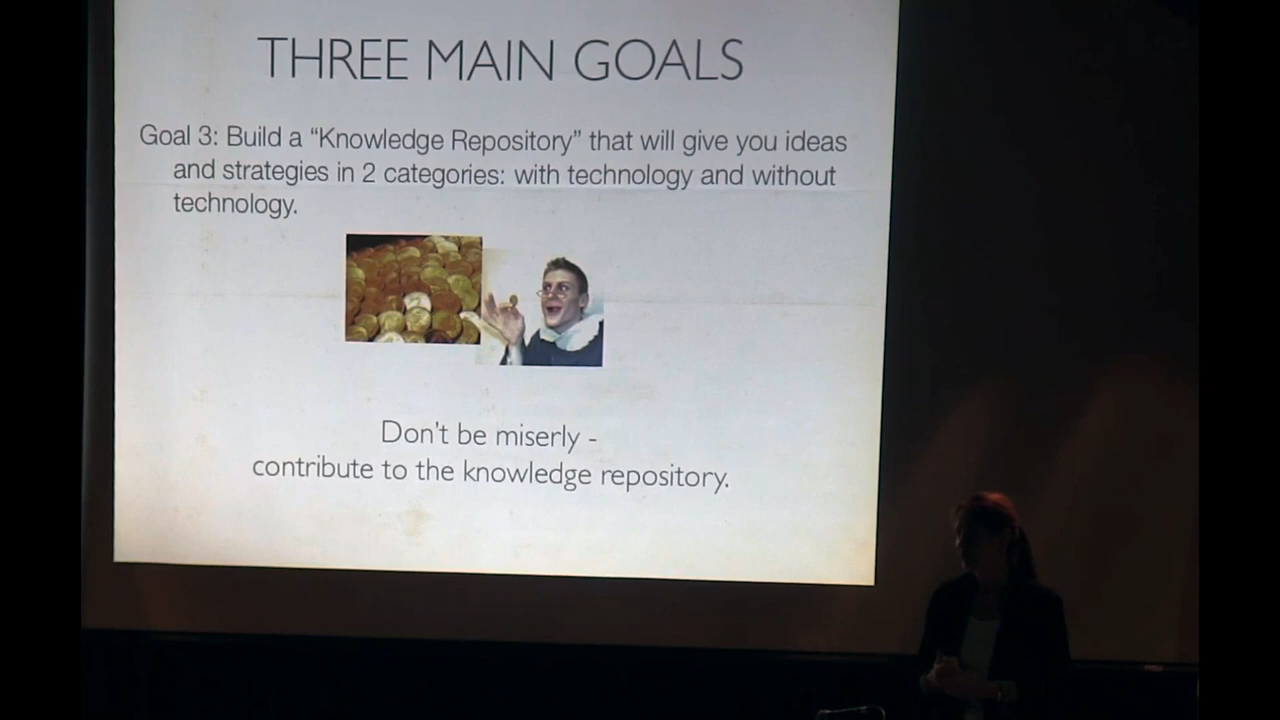 THREE MAIN GOALS
Goal 3: Build a “Knowledge Repository” that will give you ideas
and strategies in 2 categories: with technology and without
technology.
Don't be miserly -
contribute to the knowledge repository.